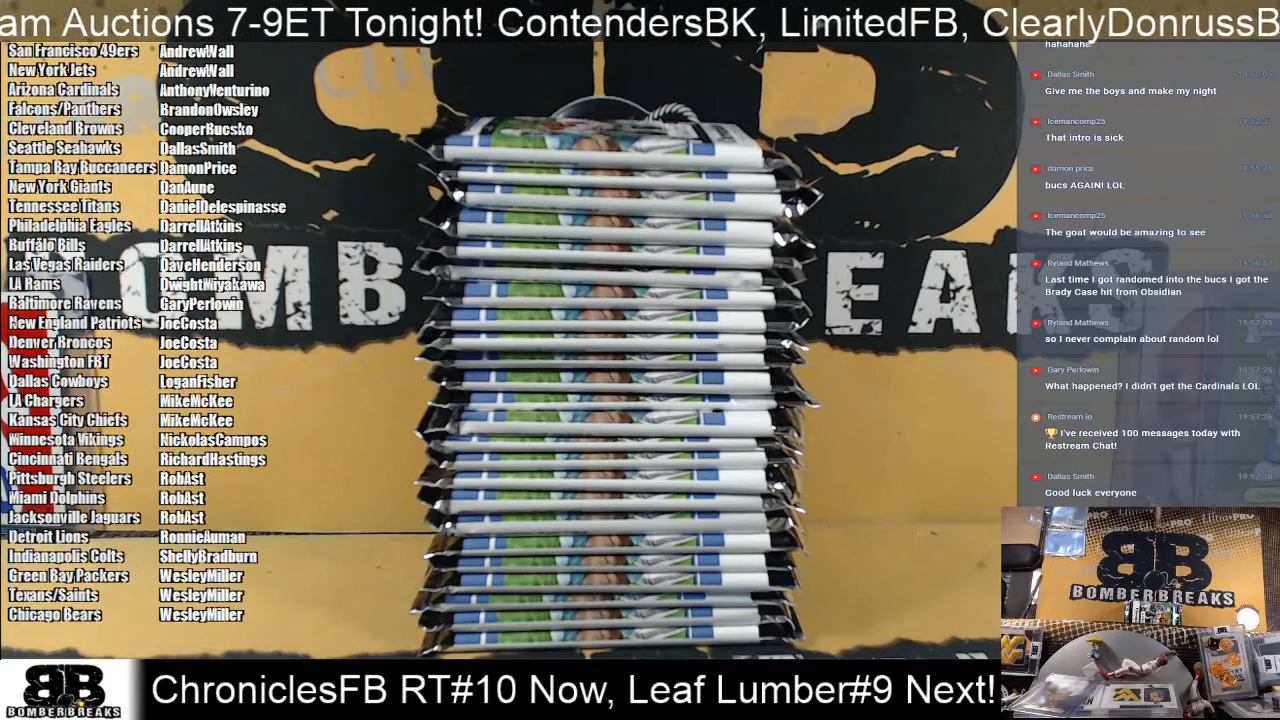 am Auctions 7-9ET Tonight! ContendersBK, LimitedFB, ClearlyDonrussB
San Francisco 49ers AndrewWall
New York Jets AndrewWall
Arizona Cardinals AnthonyVenturino
Falcons/Panthers BrandonOwsley
Cleveland Browns CooperBucsko
Seattle Seahawks DallasSmith
Tampa Bay Buccaneers DamonPrice
New York Giants DanAune
Tennessee Titans DanielDelespinasse
Philadelphia Eagles DarrellAtkins
Buffalo Bills DarrellAtkins
Las Vegas Raiders DaveHenderson
LA Rams DwightMiyakawa
Baltimore Ravens GaryPerlowin
New England Patriots JoeCosta
Denver Broncos JoeCosta
Washington FBT JoeCosta
Dallas Cowboys LoganFisher
LA Chargers MikeMcKee
Kansas City Chiefs MikeMcKee
Minnesota Vikings NickolasCampos
Cincinnati Bengals RichardHastings
Pittsburgh Steelers RobAst
Miami Dolphins RobAst
Jacksonville Jaguars RobAst
Detroit Lions RonnieAuman
Indianapolis Colts ShellyBradburn
Green Bay Packers WesleyMiller
Texans/Saints WesleyMiller
Chicago Bears WesleyMiller
OMB EA
hahahaha
Dallas Smith
Give me the boys and make my night
Icemancomp25
That intro is sick
damon price 
bucs AGAIN! LOL
Icemancomp25
The goat would be amazing to see
Ryland Mathews
Last time i got randomed into the bucs i got the
Brady Case hit from Obsidian
Ryland Mathews
so I never complain about random lol
Gary Perlowin
What happened? I didn't get the Cardinals LOL
Restream io
🏆 I've received 100 messages today with
Restream Chat!
Dallas Smith
Good luck everyone
BB
BOMBERBREAKS
BB
BOMBERBREAKS
ChroniclesFB RT#10 Now, Leaf Lumber#9 Next!